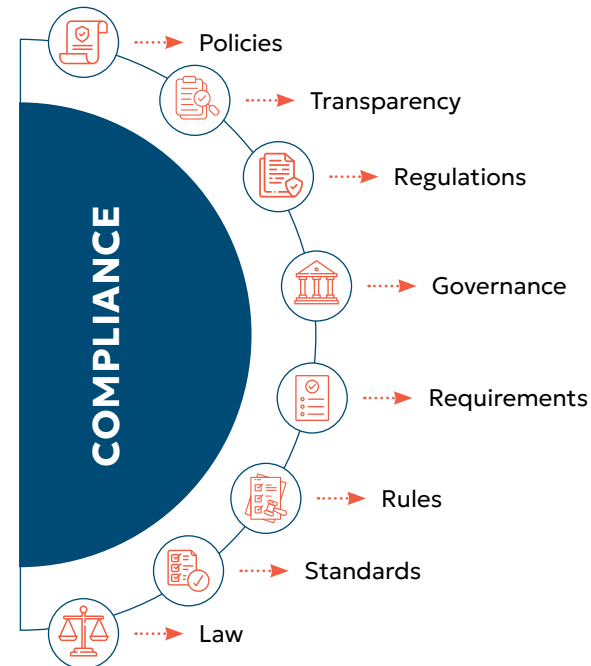 Policies
Transparency
Regulations
COMPLIANCE
Governance
Requirements
Rules
Standards
Law